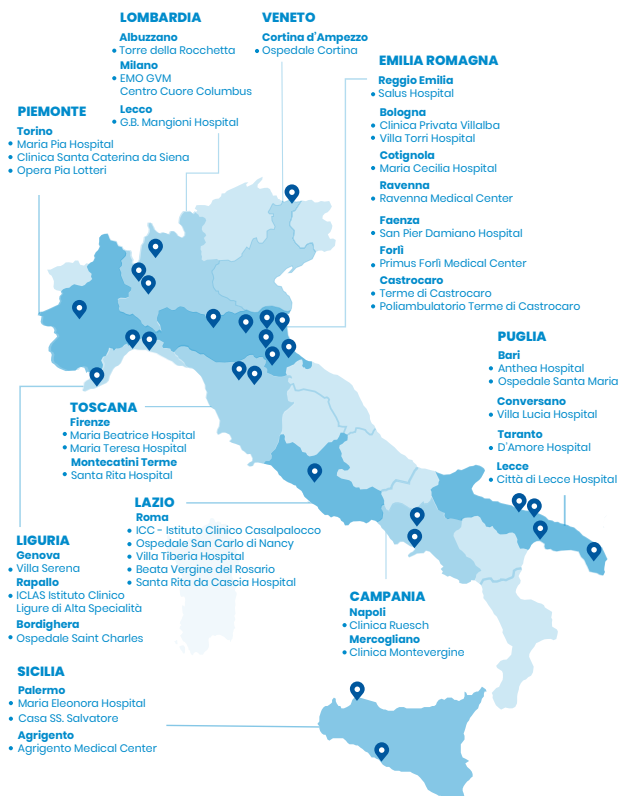 LOMBARDIA
Albuzzano
• Torre della Rocchetta
Milano
• EMO GVM
Centro Cuore Columbus
Lecco
• G.B. Mangioni Hospital
VENETO
Cortina d'Ampezzo
• Ospedale Cortina
EMILIA ROMAGNA
Reggio Emilia
• Salus Hospital
Bologna
• Clinica Privata Villalba
• Villa Torri Hospital
Cotignola
• Maria Cecilia Hospital
Ravenna
• Ravenna Medical Center
Faenza
• San Pier Damiano Hospital
Forlì
• Primus Forlì Medical Center
Castrocaro
• Terme di Castrocaro
• Poliambulatorio Terme di Castrocaro
PIEMONTE
Torino
• Maria Pia Hospital
• Clinica Santa Caterina da Siena
• Opera Pia Lotteri
PUGLIA
Bari
• Anthea Hospital
• Ospedale Santa Maria
Conversano
• Villa Lucia Hospital
Taranto
• D'Amore Hospital
Lecce
• Città di Lecce Hospital
TOSCANA
Firenze
• Maria Beatrice Hospital
• Maria Teresa Hospital
Montecatini Terme
• Santa Rita Hospital
LAZIO
Roma
• ICC - Istituto Clinico Casalpalocco
• Ospedale San Carlo di Nancy
• Villa Tiberia Hospital
• Beata Vergine del Rosario
• Santa Rita da Cascia Hospital
LIGURIA
Genova
• Villa Serena
Rapallo
• ICLAS Istituto Clinico
Ligure di Alta Specialità
Bordighera
• Ospedale Saint Charles
CAMPANIA
Napoli
• Clinica Ruesch
Mercogliano
• Clinica Montevergine
SICILIA
Palermo
• Maria Eleonora Hospital
• Casa SS. Salvatore
Agrigento
• Agrigento Medical Center